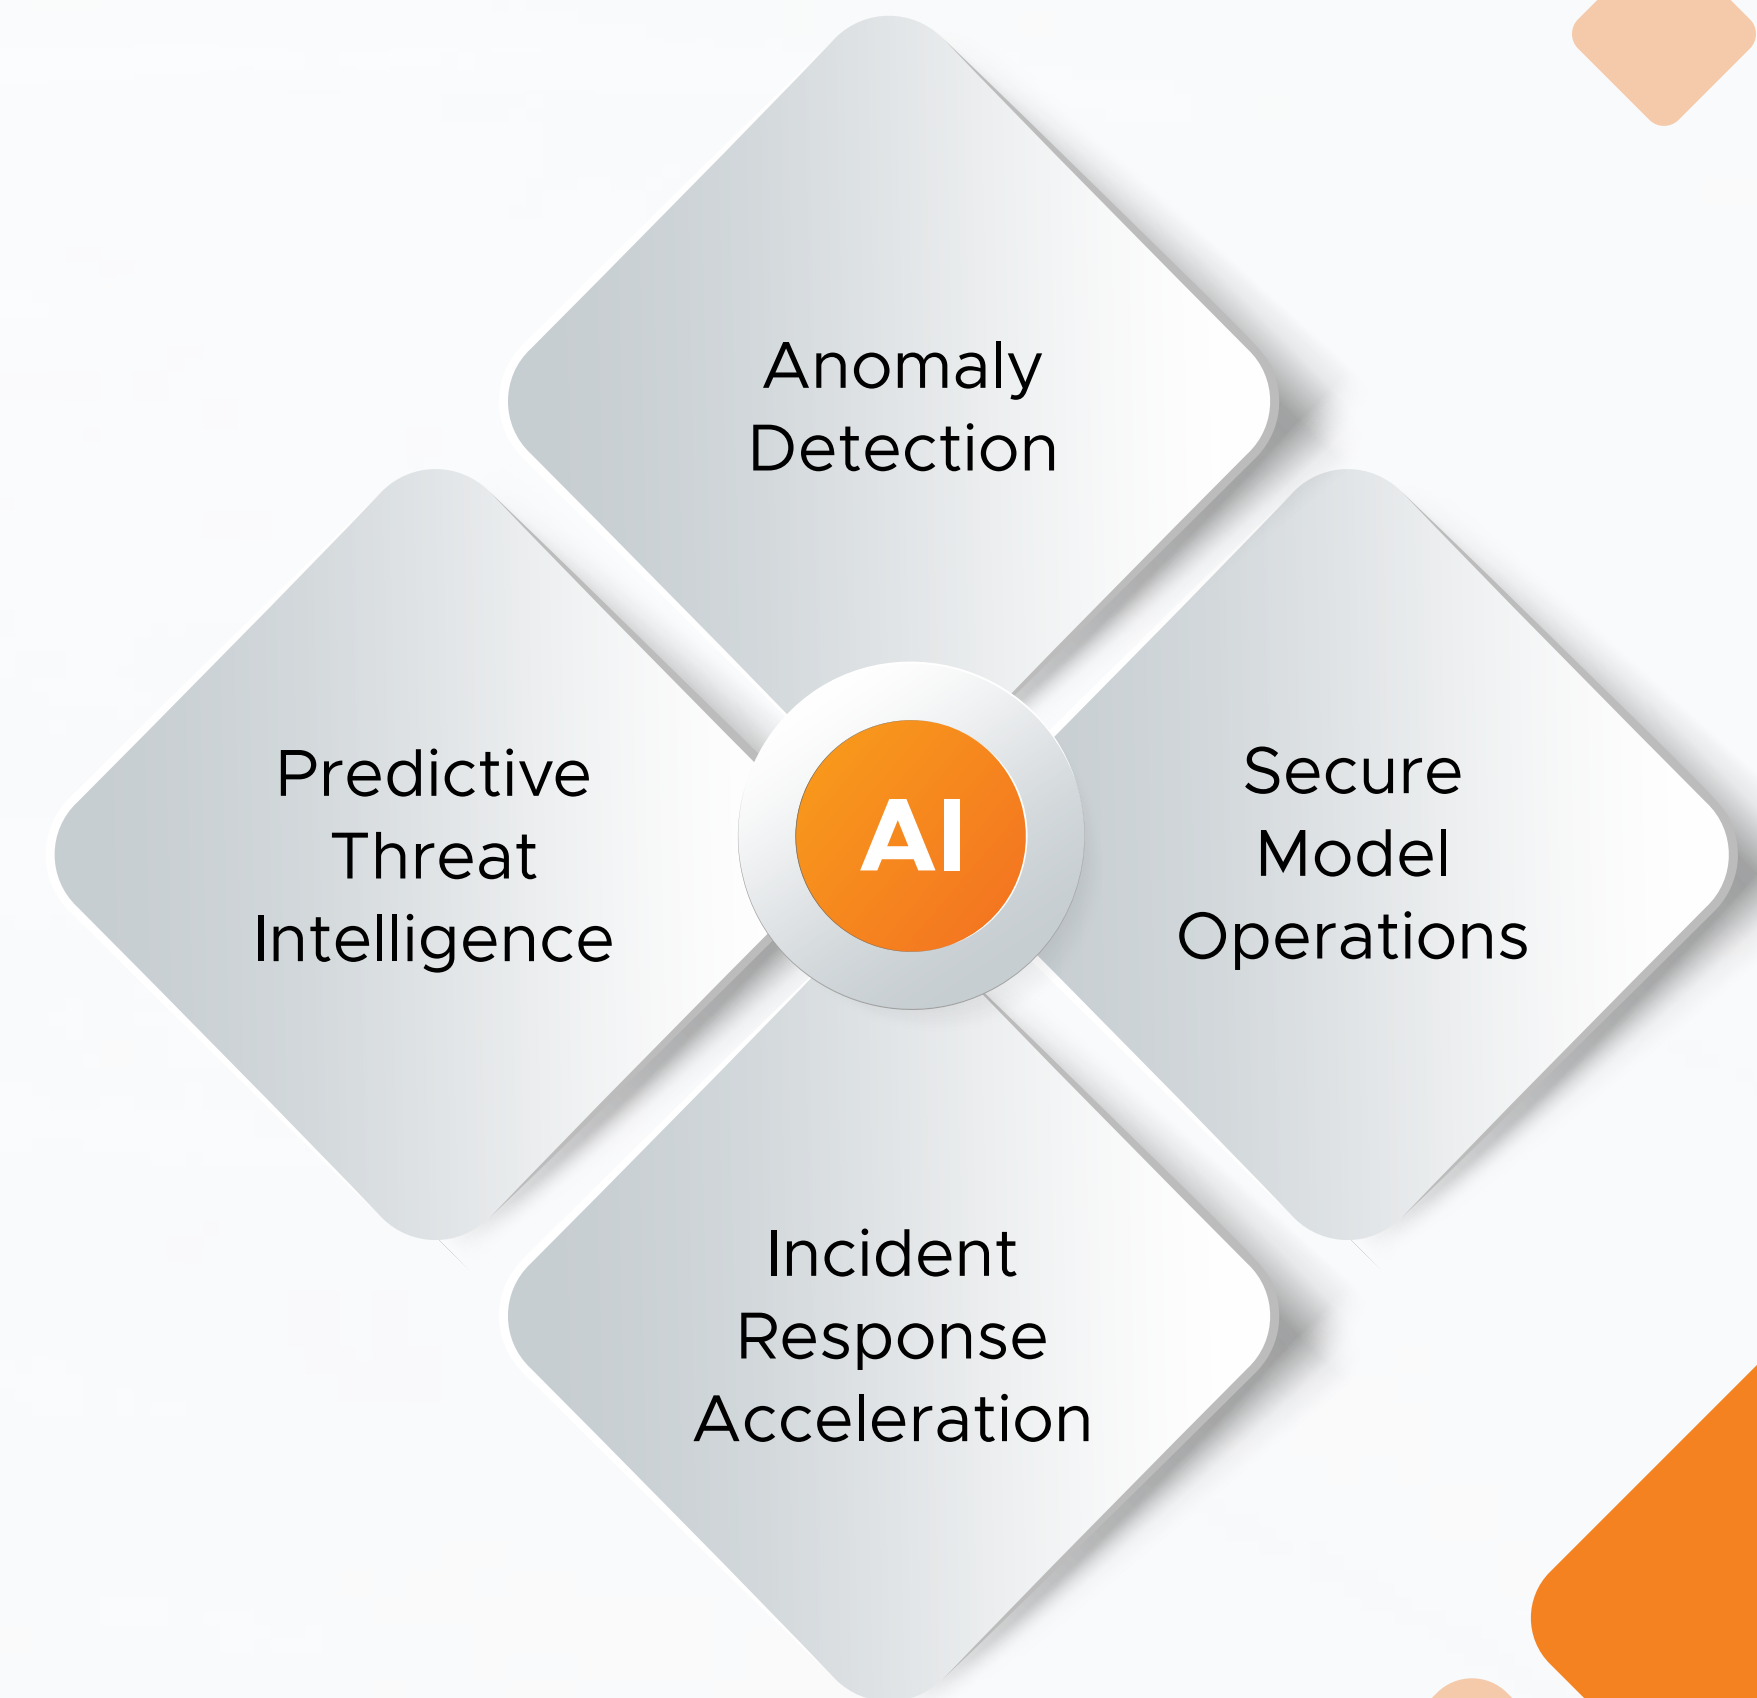 Anomaly
Detection
Predictive
Threat
Intelligence
AI
Secure
Model
Operations
Incident
Response
Acceleration